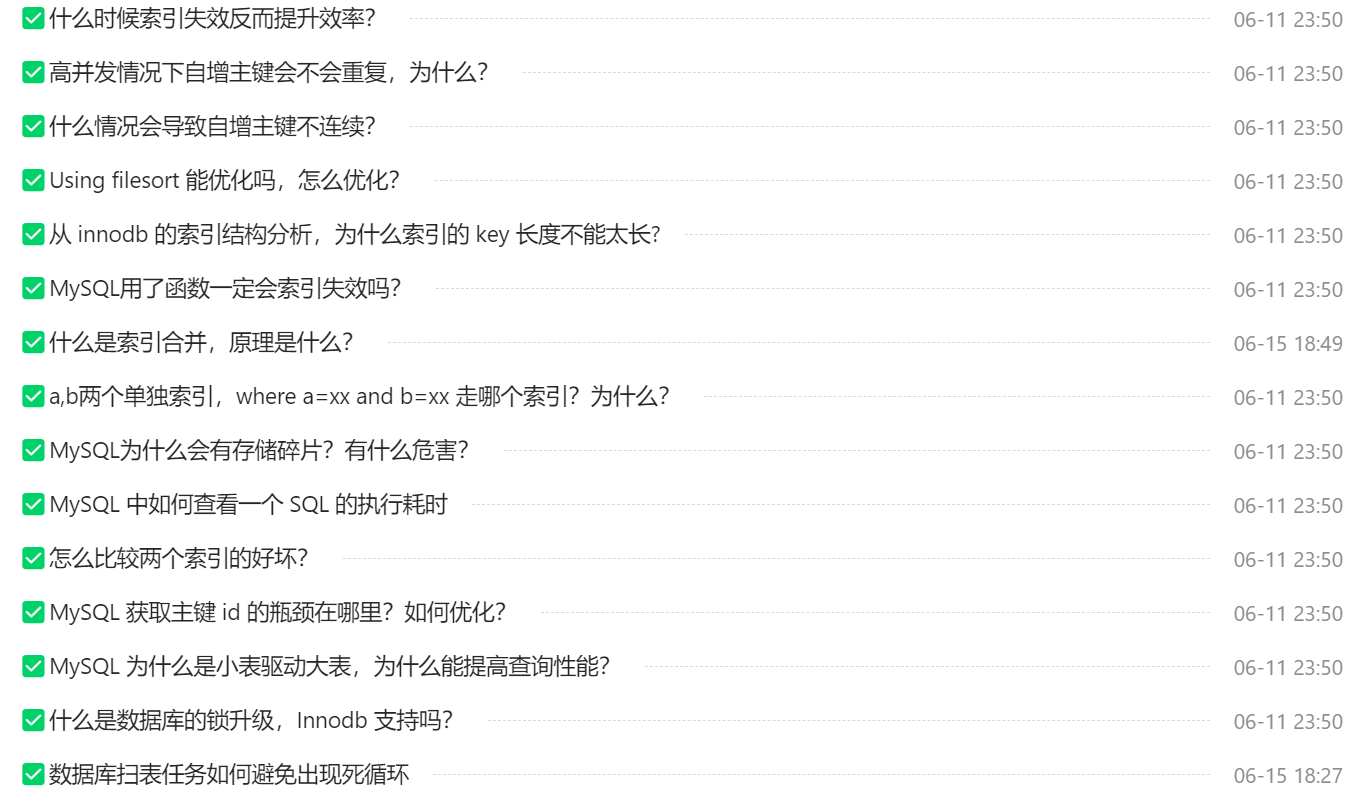 ✅什么时候索引失效反而提升效率？ 06-11 23:50
✅高并发情况下自增主键会不会重复，为什么？ 06-11 23:50
✅什么情况会导致自增主键不连续？ 06-11 23:50
✅Using filesort 能优化吗，怎么优化？ 06-11 23:50
✅从 innodb 的索引结构分析，为什么索引的 key 长度不能太长? 06-11 23:50
✅MySQL用了函数一定会索引失效吗？ 06-11 23:50
✅什么是索引合并，原理是什么？ 06-15 18:49
✅a,b两个单独索引，where a=xx and b=xx 走哪个索引？为什么？ 06-11 23:50
✅MySQL为什么会有存储碎片？有什么危害？ 06-11 23:50
✅MySQL 中如何查看一个 SQL 的执行耗时 06-11 23:50
✅怎么比较两个索引的好坏？ 06-11 23:50
✅MySQL 获取主键 id 的瓶颈在哪里？如何优化？ 06-11 23:50
✅MySQL 为什么是小表驱动大表，为什么能提高查询性能？ 06-11 23:50
✅什么是数据库的锁升级，Innodb 支持吗？ 06-11 23:50
✅数据库扫表任务如何避免出现死循环 06-15 18:27